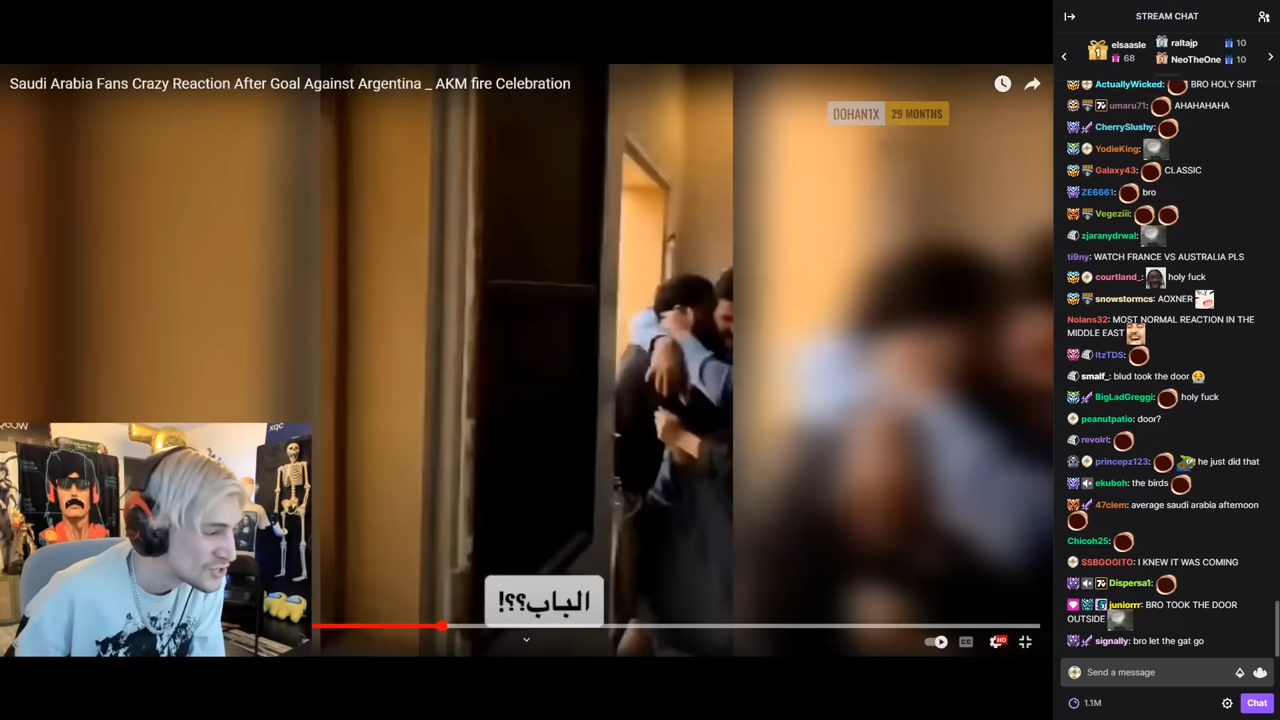 Saudi Arabia Fans Crazy Reaction After Goal Against Argentina _ AKM fire Celebration
DOHAN1X 29 MONTHS
xqc
الباب؟؟!
HD
STREAM CHAT
1 elsaasle 68
raltajp 10
NeoTheOne 10
ActuallyWicked: BRO HOLY SHIT
umaru71: AHAHAHAHA
CherrySlushy:
YodieKing:
Galaxy43: CLASSIC
ZE6661: bro
Vegeziii:
zjaranydrwal:
ti9ny: WATCH FRANCE VS AUSTRALIA PLS
courtland_: holy fuck
snowstormcs: AOXNER
Nolans32: MOST NORMAL REACTION IN THE
MIDDLE EAST
ItzTDS:
smalf_: blud took the door
BigLadGreggi: holy fuck
peanutpatio: door?
revolrl:
princepz123: he just did that
ekuboh: the birds
47clem: average saudi arabia afternoon
Chicoh25:
SSBGOGITO: I KNEW IT WAS COMING
Dispersa1:
juniorrr: BRO TOOK THE DOOR
OUTSIDE
signally: bro let the gat go
Send a message
1.1M
Chat